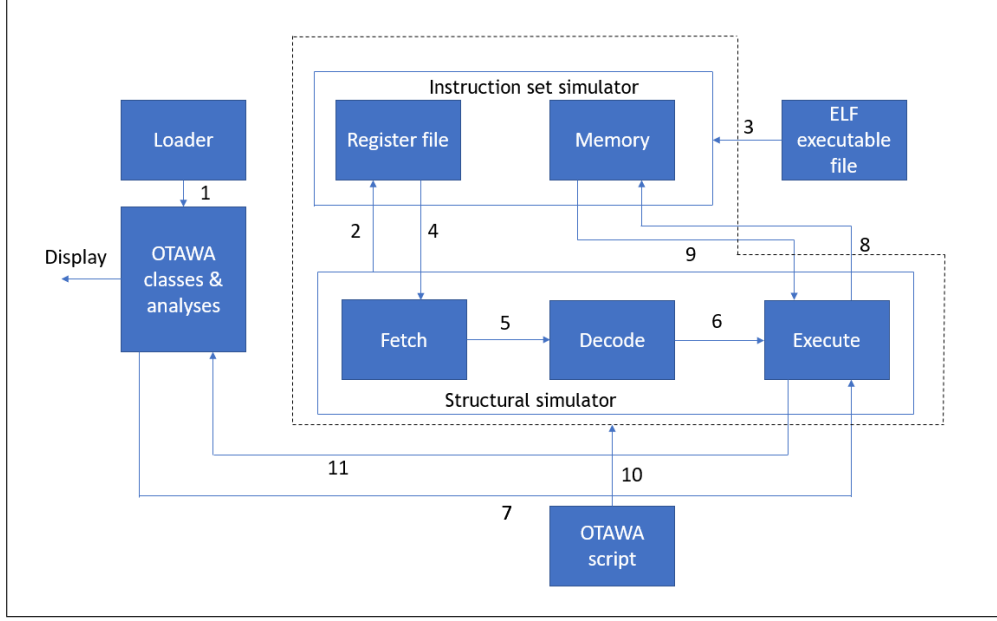 Instruction set simulator
Loader
Register file
Memory
3
ELF
executable
file
1
2
4
9
8
Display
OTAWA
classes &
analyses
Fetch
5
Decode
6
Execute
Structural simulator
11
10
7
OTAWA
script